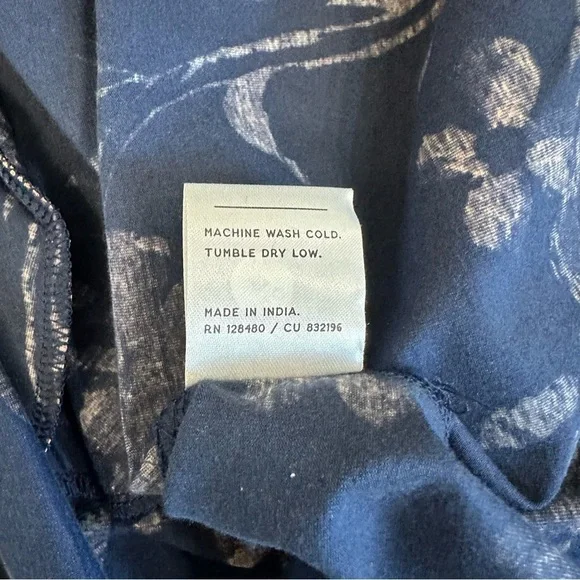 MACHINE WASH COLD.
TUMBLE DRY LOW.
MADE IN INDIA.
RN 128480 / CU 832196